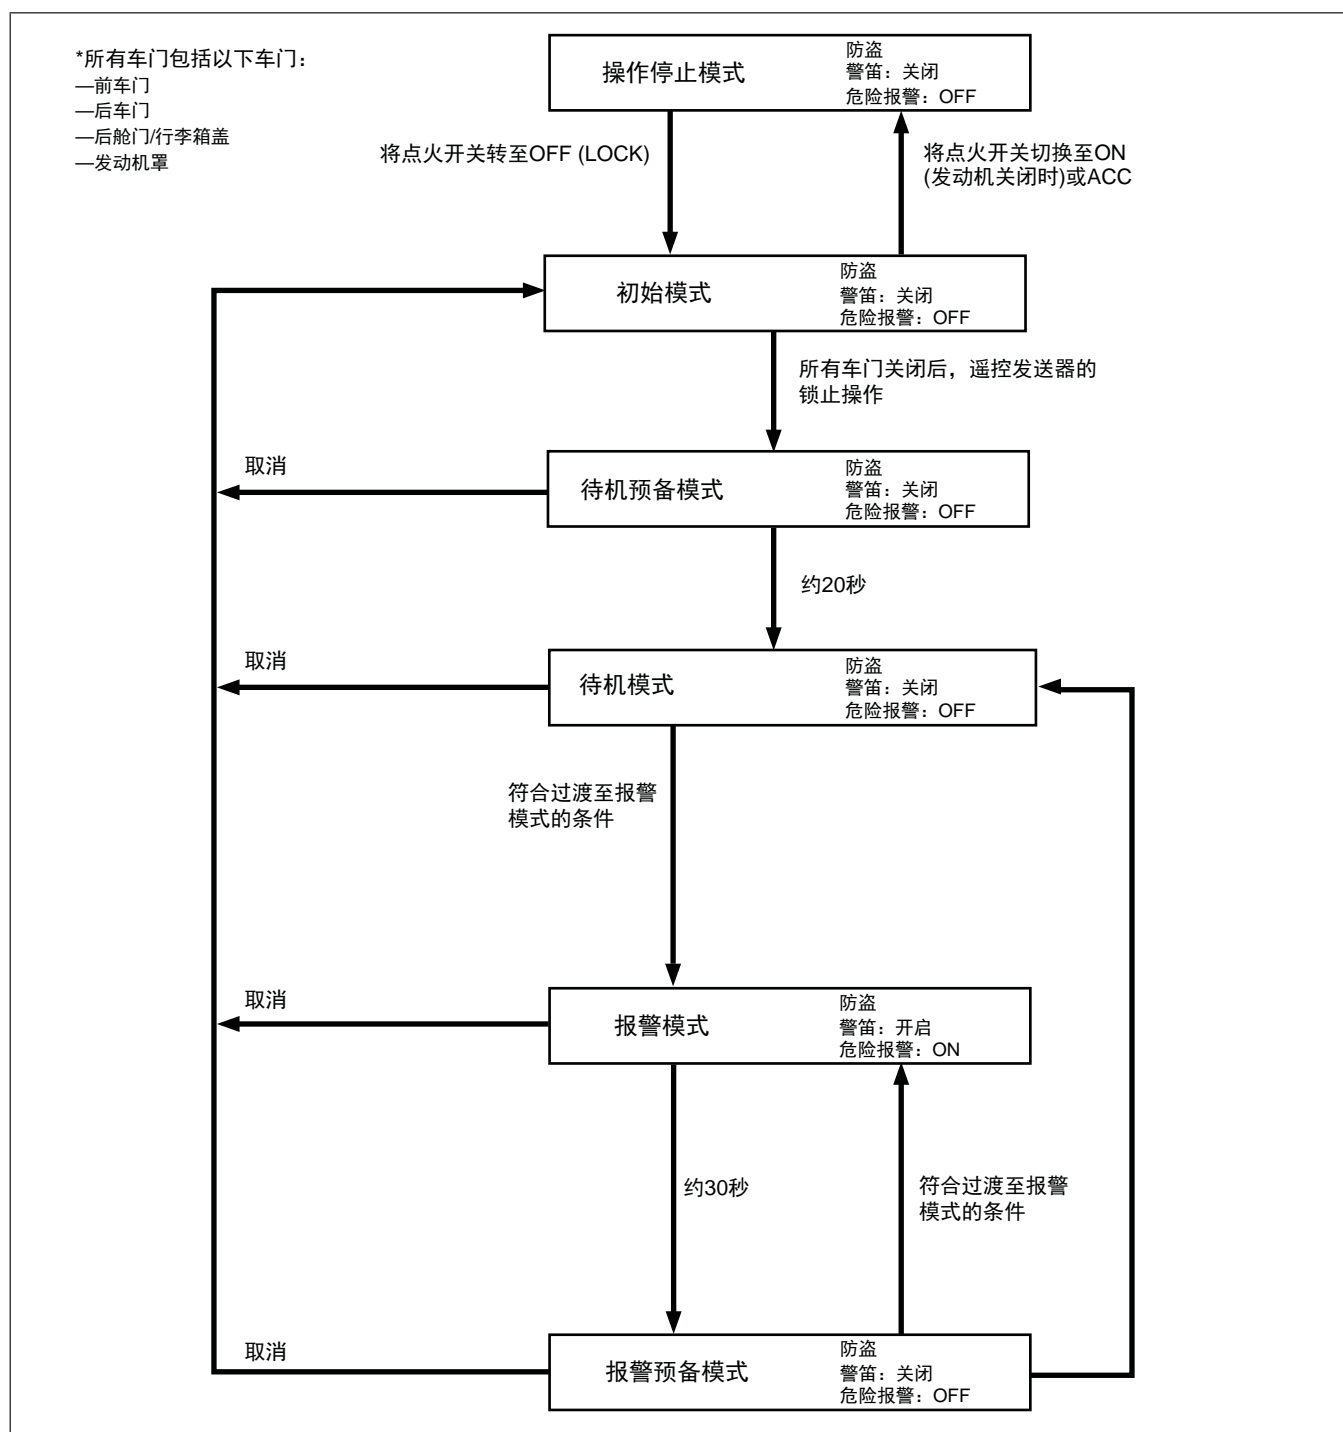 *所有车门包括以下车门：
—前车门
—后车门
—后舱门/行李箱盖
—发动机罩
操作停止模式
防盗
警笛：关闭
危险报警：OFF
将点火开关转至OFF (LOCK)
将点火开关切换至ON
(发动机关闭时)或ACC
初始模式
防盗
警笛：关闭
危险报警：OFF
所有车门关闭后，遥控发送器的
锁止操作
取消
待机预备模式
防盗
警笛：关闭
危险报警：OFF
约20秒
取消
待机模式
防盗
警笛：关闭
危险报警：OFF
符合过渡至报警
模式的条件
取消
报警模式
防盗
警笛：开启
危险报警：ON
约30秒
符合过渡至报警
模式的条件
取消
报警预备模式
防盗
警笛：关闭
危险报警：OFF